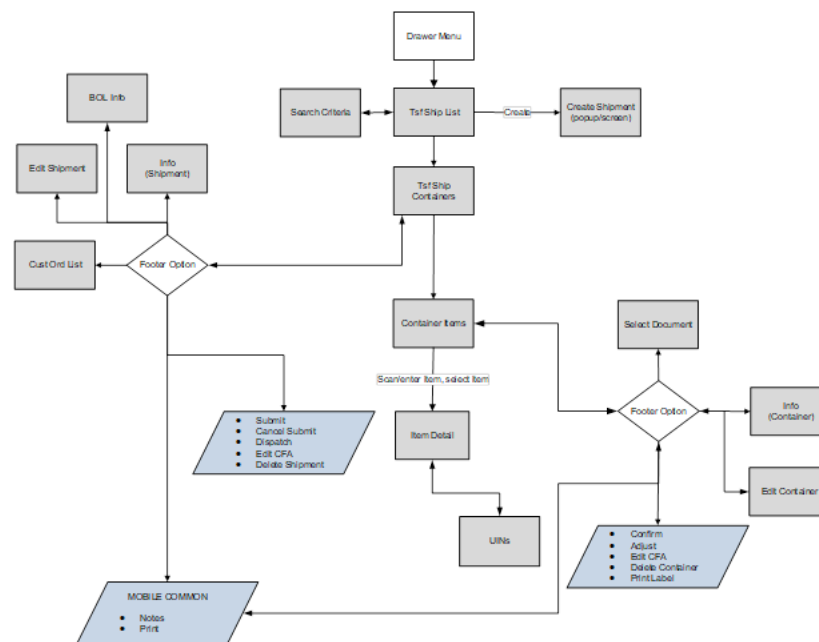 Drawer Menu
BOL Info
Search Criteria
Tsf Ship List
Create
Create Shipment
(popup/screen)
Edit Shipment
Info
(Shipment)
Tsf Ship
Containers
Cust Ord List
Footer Option
Container Items
Select Document
Scan/enter Item, select Item
Footer Option
Info
(Container)
• Submit
• Cancel Submit
• Dispatch
• Edit CFA
• Delete Shipment
Item Detail
Edit Container
UINs
• Confirm
• Adjust
• Edit CFA
• Delete Container
• Print Label
MOBILE COMMON
• Notes
• Print